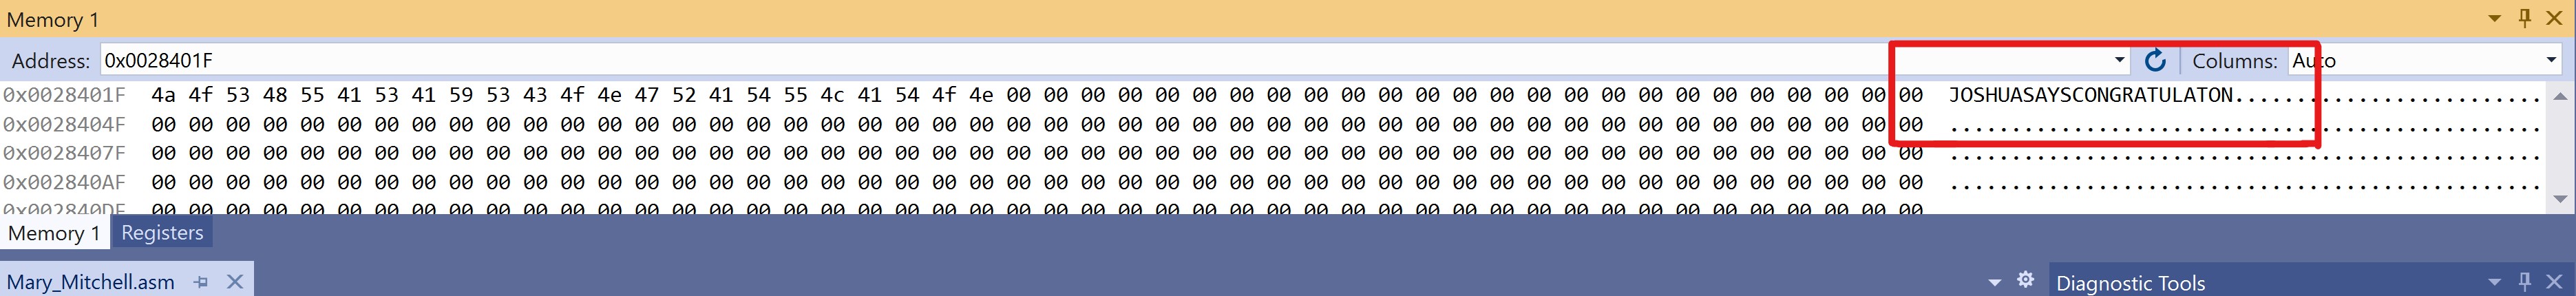 Memory 1
Address: 0x0028401F Columns: Auto
0x0028401F 4a 4f 53 48 55 41 53 41 59 53 43 4f 4e 47 52 41 54 55 4c 41 54 4f 4e 00 00 00 00 00 00 00 00 00 00 00 00 00 00 00 00 00 00 00 00 00 00 00 00 00 JOSHUASAYSCONGRATULATON.........................
0x0028404F 00 00 00 00 00 00 00 00 00 00 00 00 00 00 00 00 00 00 00 00 00 00 00 00 00 00 00 00 00 00 00 00 00 00 00 00 00 00 00 00 00 00 00 00 00 00 00 00 ................................................
0x0028407F 00 00 00 00 00 00 00 00 00 00 00 00 00 00 00 00 00 00 00 00 00 00 00 00 00 00 00 00 00 00 00 00 00 00 00 00 00 00 00 00 00 00 00 00 00 00 00 00 ................................................
0x002840AF 00 00 00 00 00 00 00 00 00 00 00 00 00 00 00 00 00 00 00 00 00 00 00 00 00 00 00 00 00 00 00 00 00 00 00 00 00 00 00 00 00 00 00 00 00 00 00 00 ................................................
0x002840DF 00 00 00 00 00 00 00 00 00 00 00 00 00 00 00 00 00 00 00 00 00 00 00 00 00 00 00 00 00 00 00 00 00 00 00 00 00 00 00 00 00 00 00 00 00 00 00 00
Memory 1 Registers
Mary_Mitchell.asm Diagnostic Tools